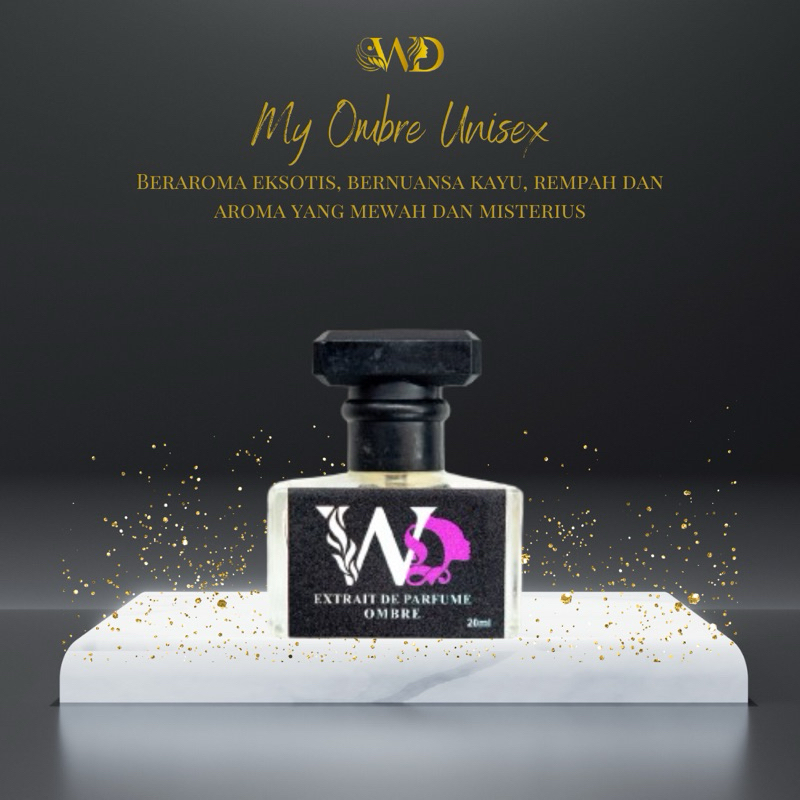 WD
My Ombre Unisex
Beraroma eksotis, bernuansa kayu, rempah dan
aroma yang mewah dan misterius
WD
EXTRAIT DE PARFUME
OMBRE
20ml